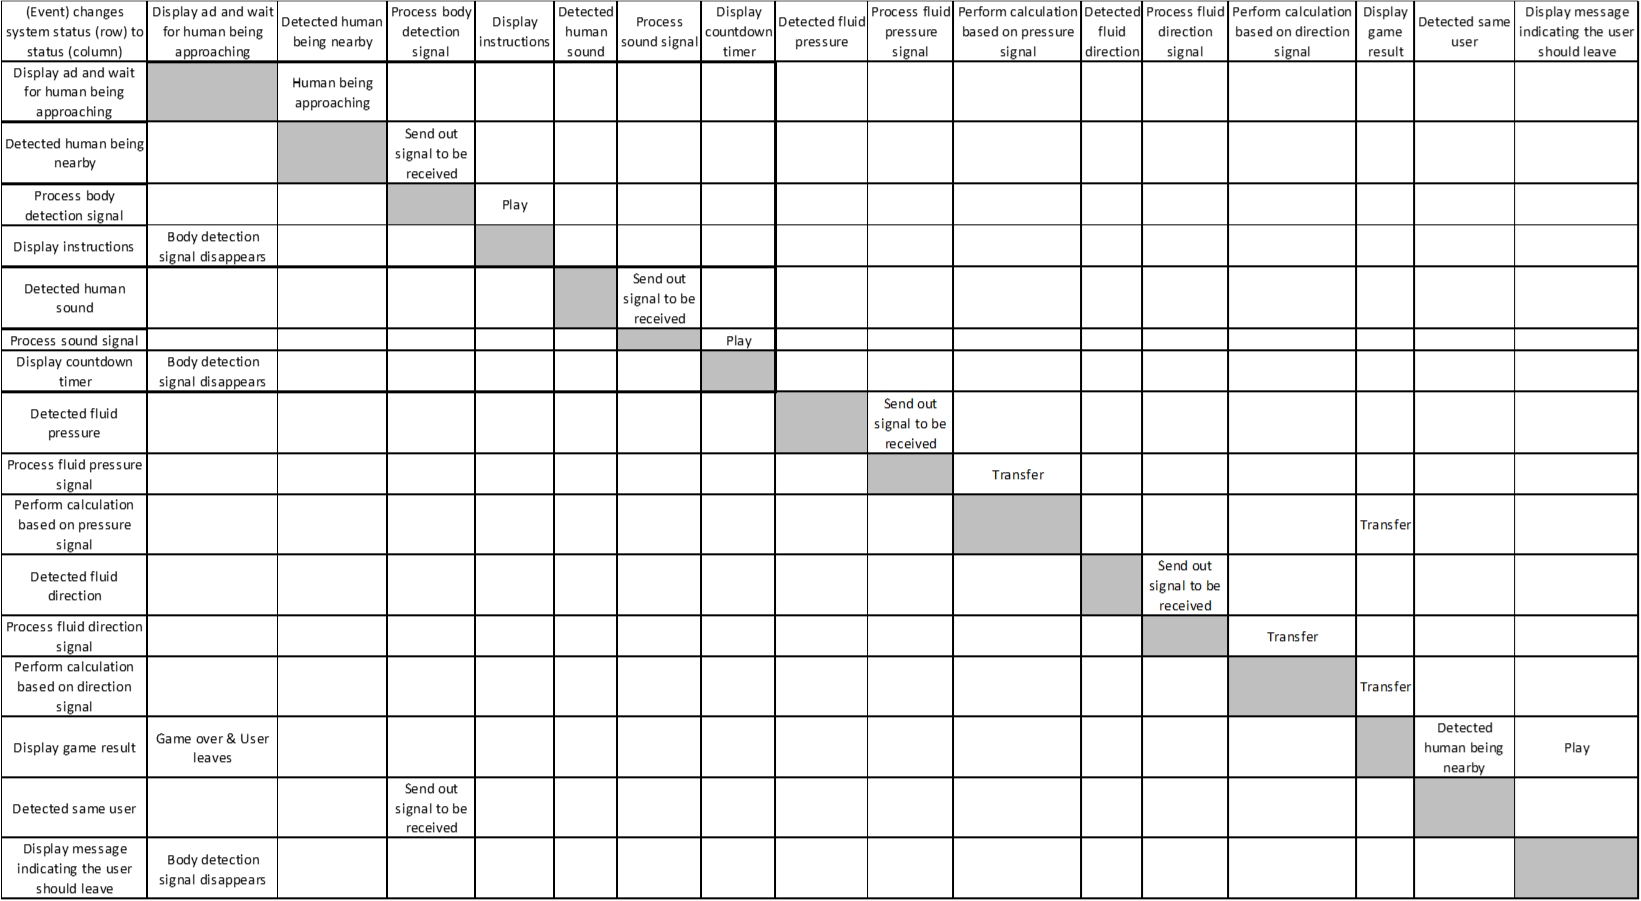 (Event) changes
system status (row) to
status (column)
Display ad and wait
for human being
approaching
Detected human
being nearby
Process body
detection
signal
Display
instructions
Detected
human
sound
Process
sound signal
Display
countdown
timer
Detected fluid
pressure
Process fluid
pressure
signal
Perform calculation
based on pressure
signal
Detected
fluid
direction
Process fluid
direction
signal
Perform calculation
based on direction
signal
Display
game
result
Detected same
user
Display message
indicating the user
should leave
Display ad and wait
for human being
approaching
Human being
approaching
Detected human being
nearby
Send out
signal to be
received
Process body
detection signal
Play
Display instructions
Body detection
signal disappears
Detected human
sound
Send out
signal to be
received
Process sound signal
Play
Display countdown
timer
Body detection
signal disappears
Detected fluid
pressure
Send out
signal to be
received
Process fluid pressure
signal
Transfer
Perform calculation
based on pressure
signal
Transfer
Detected fluid
direction
Send out
signal to be
received
Process fluid direction
signal
Transfer
Perform calculation
based on direction
signal
Transfer
Display game result
Game over & User
leaves
Detected
human being
nearby
Play
Detected same user
Send out
signal to be
received
Display message
indicating the user
should leave
Body detection
signal disappears